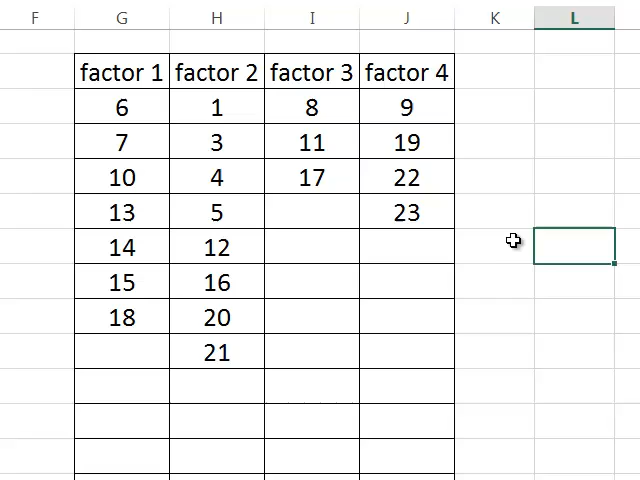 F G H I J K L
factor 1 factor 2 factor 3 factor 4
6 1 8 9
7 3 11 19
10 4 17 22
13 5 23
14 12
15 16
18 20
21